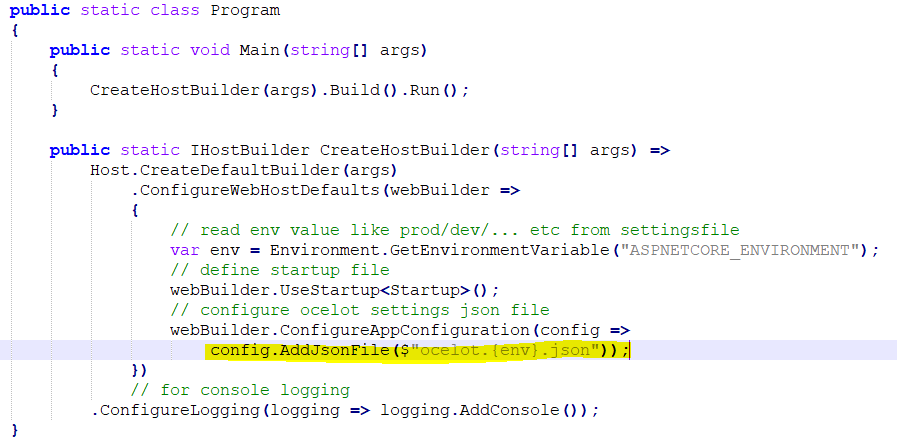 public static class Program
{
    public static void Main(string[] args)
    {
        CreateHostBuilder(args).Build().Run();
    }
    public static IHostBuilder CreateHostBuilder(string[] args) =>
        Host.CreateDefaultBuilder(args)
            .ConfigureWebHostDefaults(webBuilder =>
            {
                // read env value like prod/dev/... etc from settingsfile
                var env = Environment.GetEnvironmentVariable("ASPNETCORE_ENVIRONMENT");
                // define startup file
                webBuilder.UseStartup<Startup>();
                // configure ocelot settings json file
                webBuilder.ConfigureAppConfiguration(config =>
                    config.AddJsonFile($"ocelot.{env}.json"));
            })
            // for console logging
        .ConfigureLogging(logging => logging.AddConsole());
}